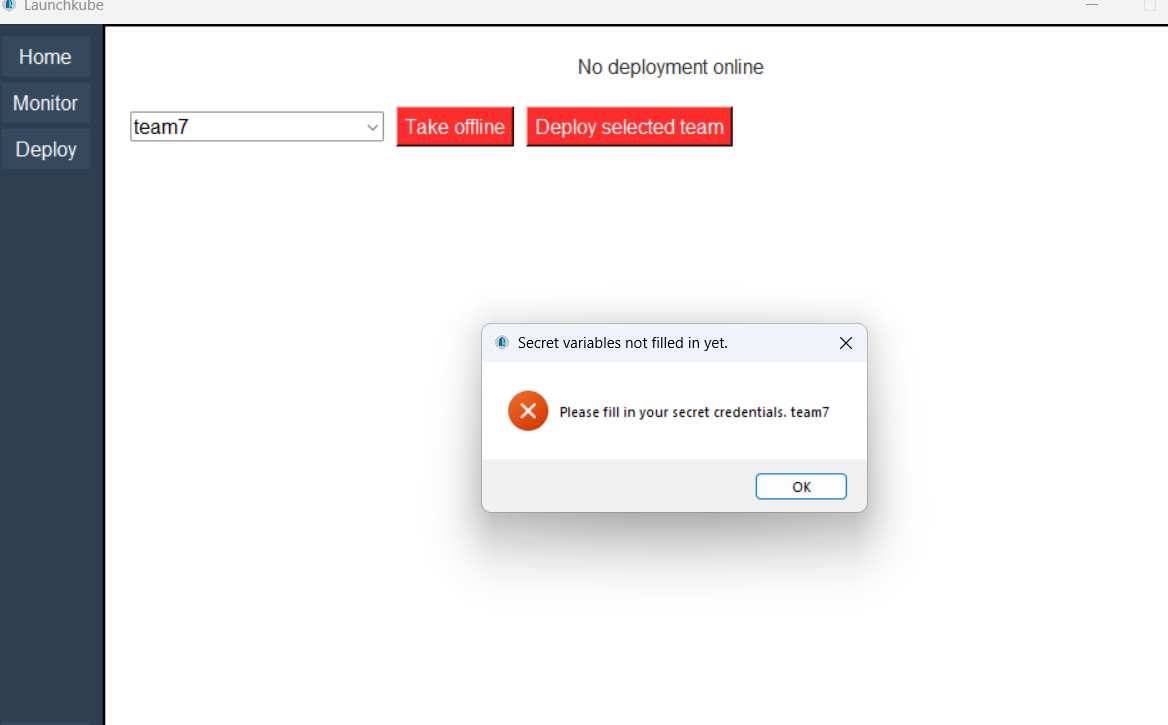 Launchkube
Home
Monitor
Deploy
No deployment online
team7
Take offline
Deploy selected team
Secret variables not filled in yet.
Please fill in your secret credentials. team7
OK